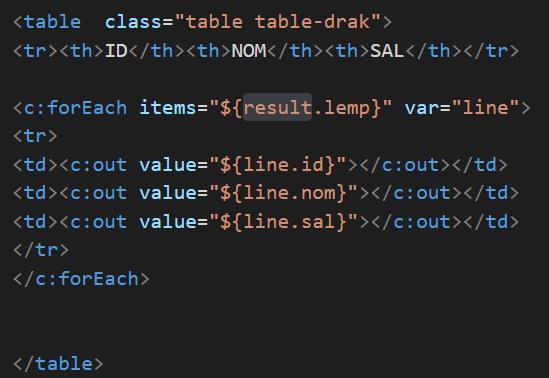 <table  class="table table-drak">
<tr><th>ID</th><th>NOM</th><th>SAL</th></tr>
<c:forEach items="${result.lemp}" var="line">
<tr>
<td><c:out value="${line.id}"></c:out></td>
<td><c:out value="${line.nom}"></c:out></td>
<td><c:out value="${line.sal}"></c:out></td>
</tr>
</c:forEach>
</table>